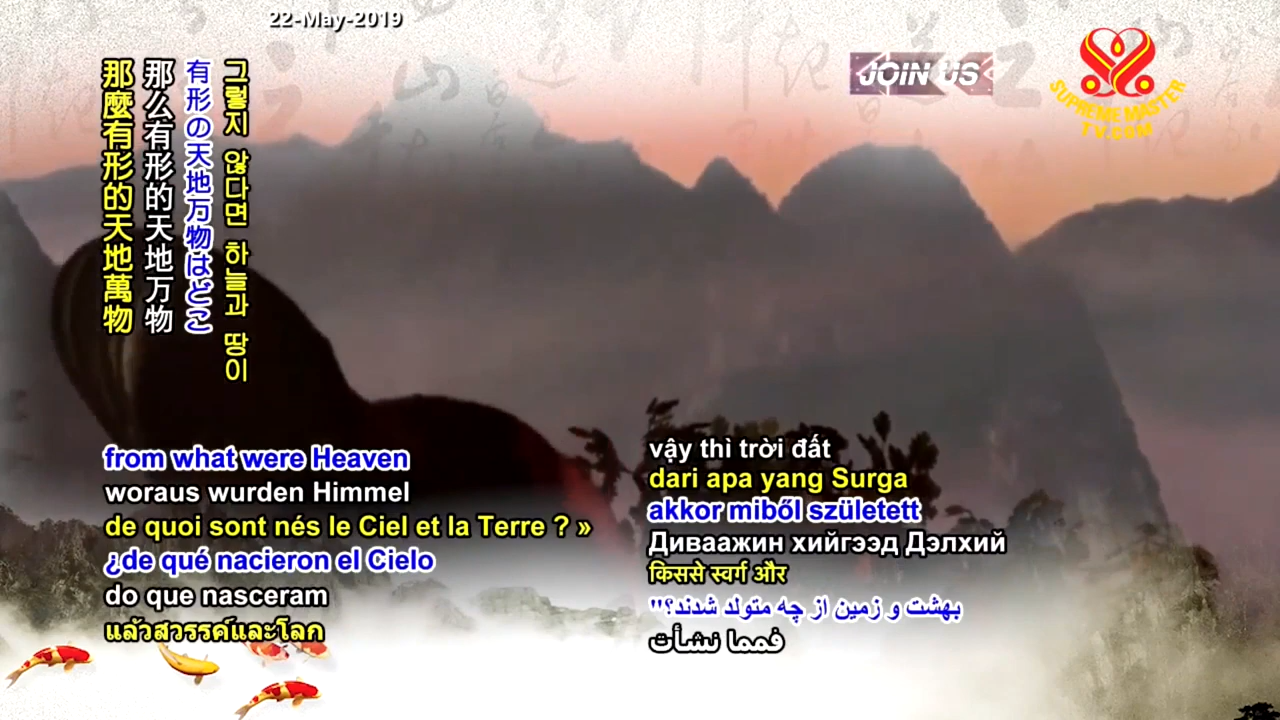 22-May-2019
JOIN US
SUPREME MASTER
TV.COM
그렇지 않다면 하늘과 땅이
有形の天地万物はどこ
那么有形的天地万物
那麼有形的天地萬物
from what were Heaven
woraus wurden Himmel
de quoi sont nés le Ciel et la Terre ? »
¿de qué nacieron el Cielo
do que nasceram
แล้วสวรรค์และโลก
vậy thì trời đất
dari apa yang Surga
akkor miből született
Диваажин хийгээд Дэлхий
किससे स्वर्ग और
بهشت و زمین از چه متولد شدند؟"
فمما نشأت